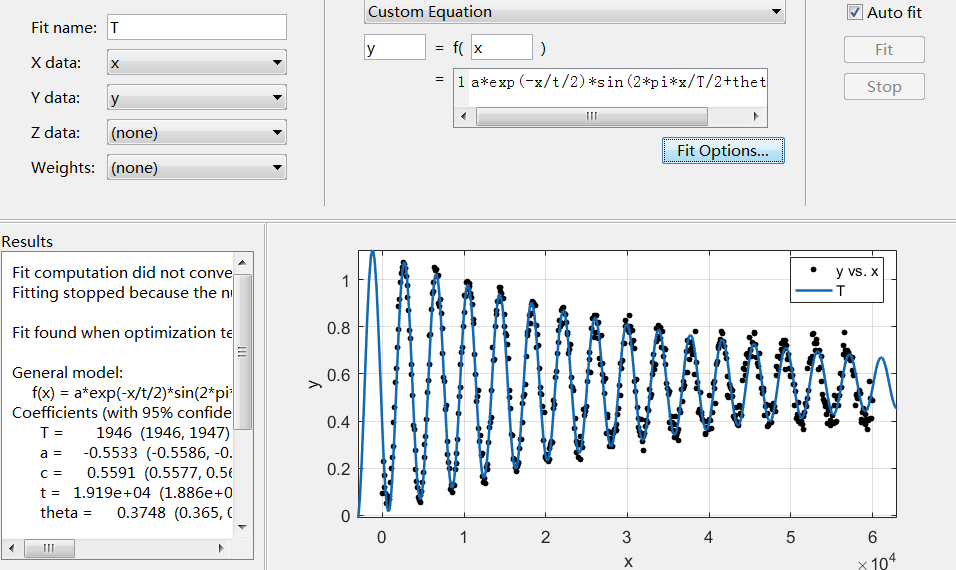 Fit name: T
X data: x
Y data: y
Z data: (none)
Weights: (none)
Custom Equation
y = f( x )
=
1 a*exp(-x/t/2)*sin(2*pi*x/T/2+thet
Fit Options...
Auto fit
Fit
Stop
Results
Fit computation did not conve
Fitting stopped because the nu
Fit found when optimization te
General model:
f(x) = a*exp(-x/t/2)*sin(2*pi*
Coefficients (with 95% confide
T = 1946 (1946, 1947)
a = -0.5533 (-0.5586, -0.
c = 0.5591 (0.5577, 0.56
t = 1.919e+04 (1.886e+0
theta = 0.3748 (0.365, 0
y vs. x
T
1
0.8
0.6
0.4
0.2
0
y
0 1 2 3 4 5 6
x
×10⁴